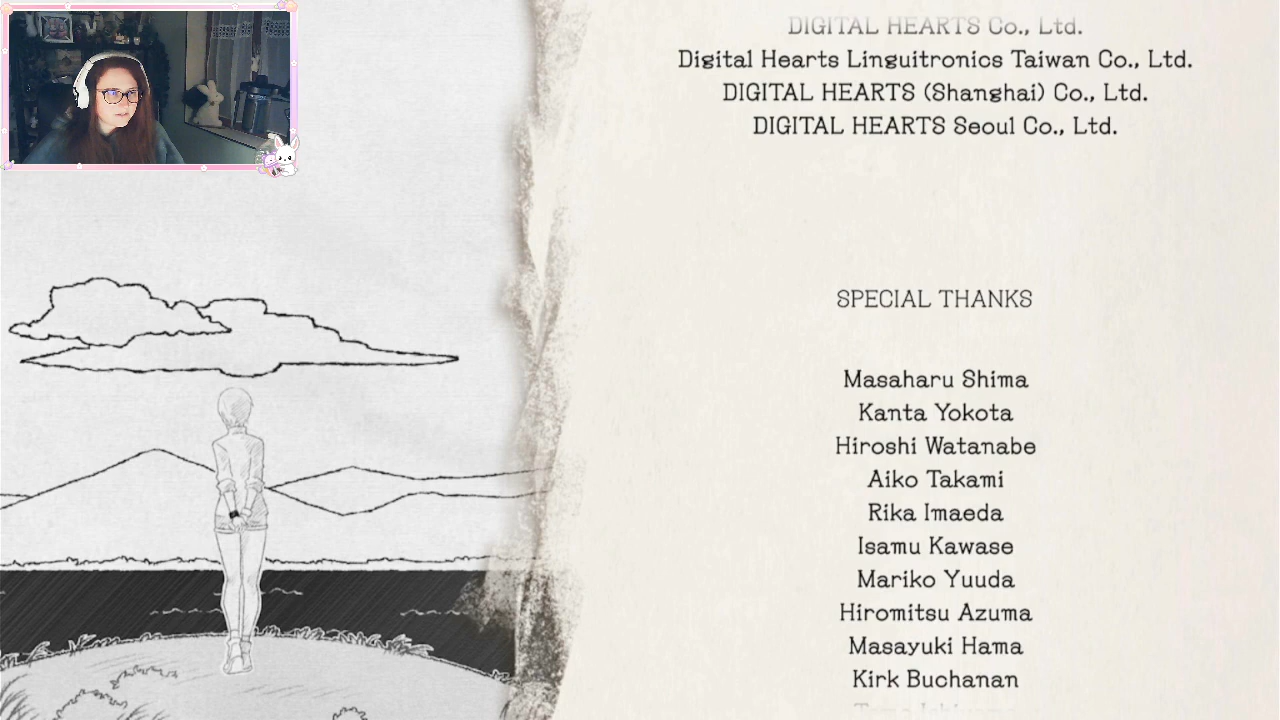 DIGITAL HEARTS Co., Ltd.
Digital Hearts Linguitronics Taiwan Co., Ltd.
DIGITAL HEARTS (Shanghai) Co., Ltd.
DIGITAL HEARTS Seoul Co., Ltd.
SPECIAL THANKS
Masaharu Shima
Kanta Yokota
Hiroshi Watanabe
Aiko Takami
Rika Imaeda
Isamu Kawase
Mariko Yuuda
Hiromitsu Azuma
Masayuki Hama
Kirk Buchanan